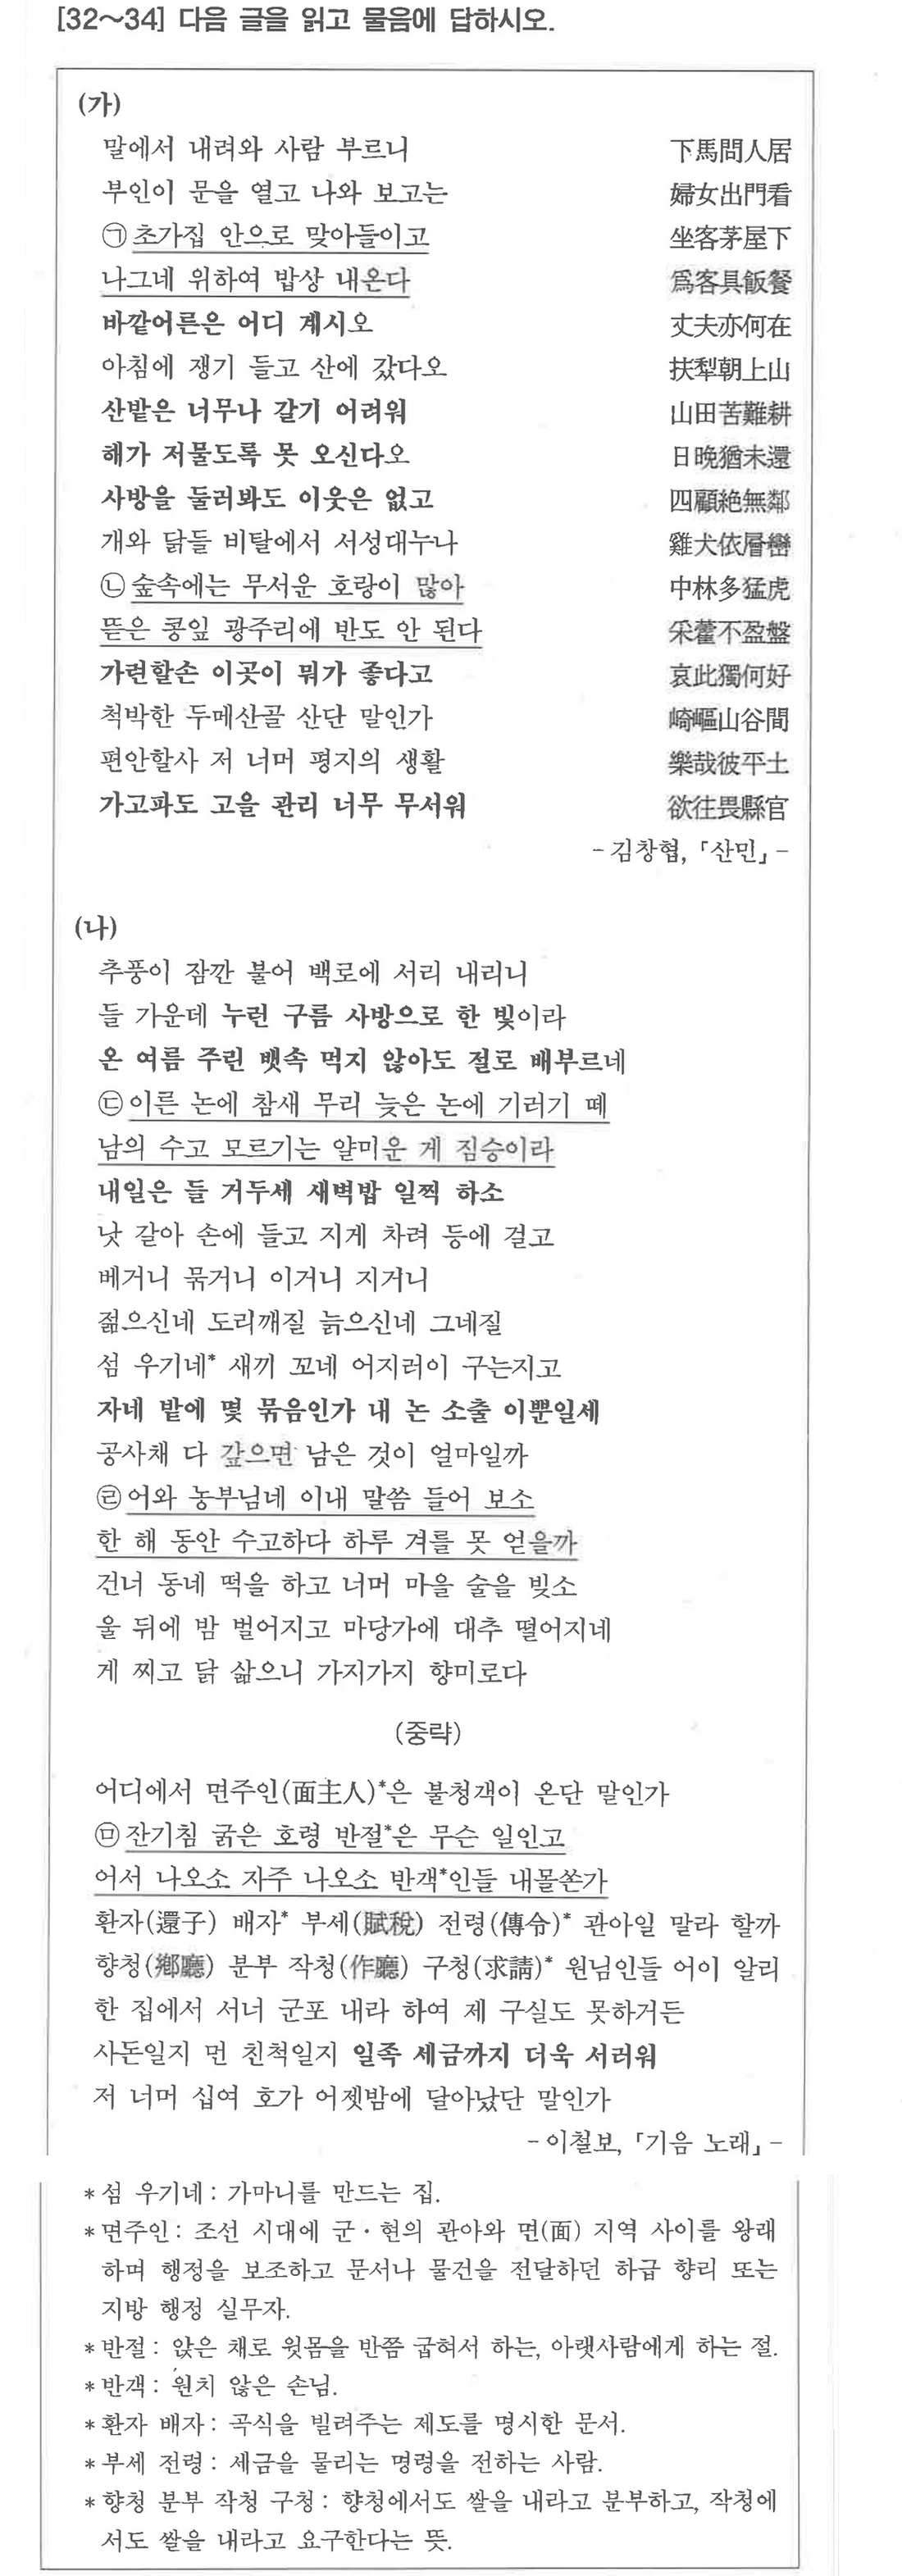 [32~34] 다음 글을 읽고 물음에 답하시오.
(가)
말에서 내려와 사람 부르니 下馬問人居
부인이 문을 열고 나와 보고는 婦女出門看
㉠초가집 안으로 맞아들이고 坐客茅屋下
나그네 위하여 밥상 내온다 爲客具飯餐
바깥어른은 어디 계시오 丈夫亦何在
아침에 쟁기 들고 산에 갔다오 扶犁朝上山
산밭은 너무나 갈기 어려워 山田苦難耕
해가 저물도록 못 오신다오 日晩猶未還
사방을 둘러봐도 이웃은 없고 四顧絶無鄰
개와 닭들 비탈에서 서성대누나 雞犬依層巒
㉡숲속에는 무서운 호랑이 많아 中林多猛虎
뜯은 콩잎 광주리에 반도 안 된다 采藿不盈盤
가련할손 이곳이 뭐가 좋다고 哀此獨何好
척박한 두메산골 산단 말인가 崎嶇山谷間
편안할사 저 너머 평지의 생활 樂哉彼平土
가고파도 고을 관리 너무 무서워 欲往畏縣官
- 김창협, 「산민」 -
(나)
추풍이 잠깐 불어 백로에 서리 내리니
들 가운데 누런 구름 사방으로 한 빛이라
온 여름 주린 뱃속 먹지 않아도 절로 배부르네
㉢이른 논에 참새 무리 늦은 논에 기러기 떼
남의 수고 모르기는 얄미운 게 짐승이라
내일은 들 거두세 새벽밥 일찍 하소
낫 갈아 손에 들고 지게 차려 등에 걸고
베거니 묶거니 이거니 지거니
젊으신네 도리깨질 늙으신네 그네질
섬 우기네* 새끼 꼬네 어지러이 구는지고
자네 밭에 몇 묶음인가 내 논 소출 이뿐일세
공사채 다 갚으면 남은 것이 얼마일까
㉣어와 농부님네 이내 말씀 들어 보소
한 해 동안 수고하다 하루 겨를 못 얻을까
건너 동네 떡을 하고 너머 마을 술을 빚소
울 뒤에 밤 벌어지고 마당가에 대추 떨어지네
게 찌고 닭 삶으니 가지가지 향미로다
(중략)
어디에서 면주인(面主人)*은 불청객이 온단 말인가
㉤잔기침 굵은 호령 반절*은 무슨 일인고
어서 나오소 자주 나오소 반객*인들 내몰쏜가
환자(還子) 배자* 부세(賦稅) 전령(傳令)* 관아일 말라 할까
향청(鄕廳) 분부 작청(作廳) 구청(求請)* 원님인들 어이 알리
한 집에서 서너 군포 내라 하여 제 구실도 못하거든
사돈일지 먼 친척일지 일족 세금까지 더욱 서러워
저 너머 십여 호가 어젯밤에 달아났단 말인가
- 이철보, 「기음 노래」 -
* 섬 우기네 : 가마니를 만드는 집.
* 면주인 : 조선 시대에 군·현의 관아와 면(面) 지역 사이를 왕래
하며 행정을 보조하고 문서나 물건을 전달하던 하급 향리 또는
지방 행정 실무자.
* 반절 : 앉은 채로 윗몸을 반쯤 굽혀서 하는, 아랫사람에게 하는 절.
* 반객 : 원치 않은 손님.
* 환자 배자 : 곡식을 빌려주는 제도를 명시한 문서.
* 부세 전령 : 세금을 물리는 명령을 전하는 사람.
* 향청 분부 작청 구청 : 향청에서도 쌀을 내라고 분부하고, 작청에
서도 쌀을 내라고 요구한다는 뜻.